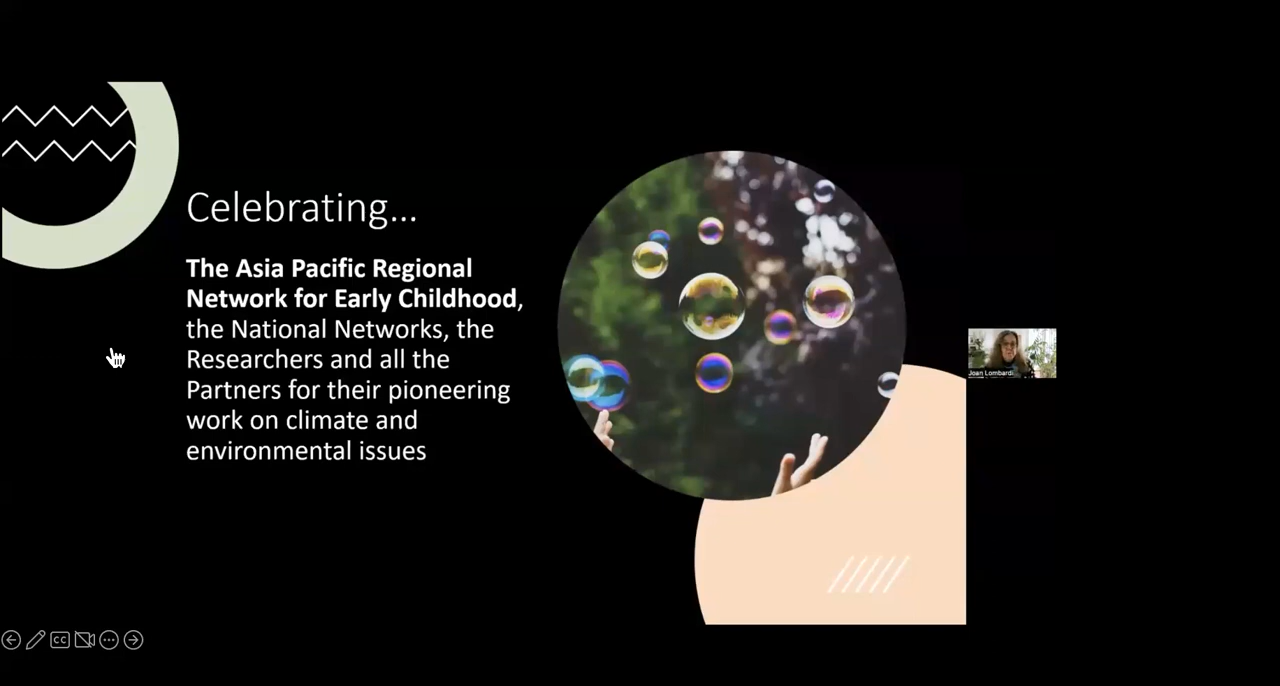 Celebrating...
The Asia Pacific Regional
Network for Early Childhood,
the National Networks, the
Researchers and all the
Partners for their pioneering
work on climate and
environmental issues
Joan Lombardi
CC